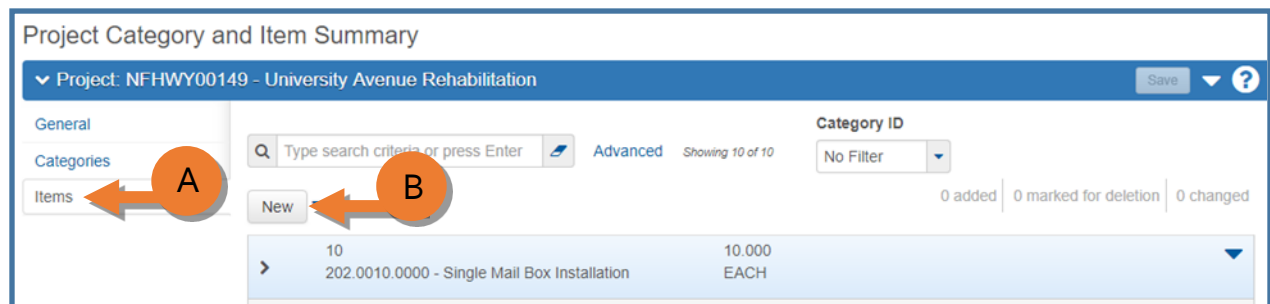 Project Category and Item Summary
Project: NFHWY00149 - University Avenue Rehabilitation
Save
?
General
Categories
Items
A
Type search criteria or press Enter
Advanced
Showing 10 of 10
Category ID
No Filter
New
B
0 added
0 marked for deletion
0 changed
10
10.000
202.0010.0000 - Single Mail Box Installation
EACH